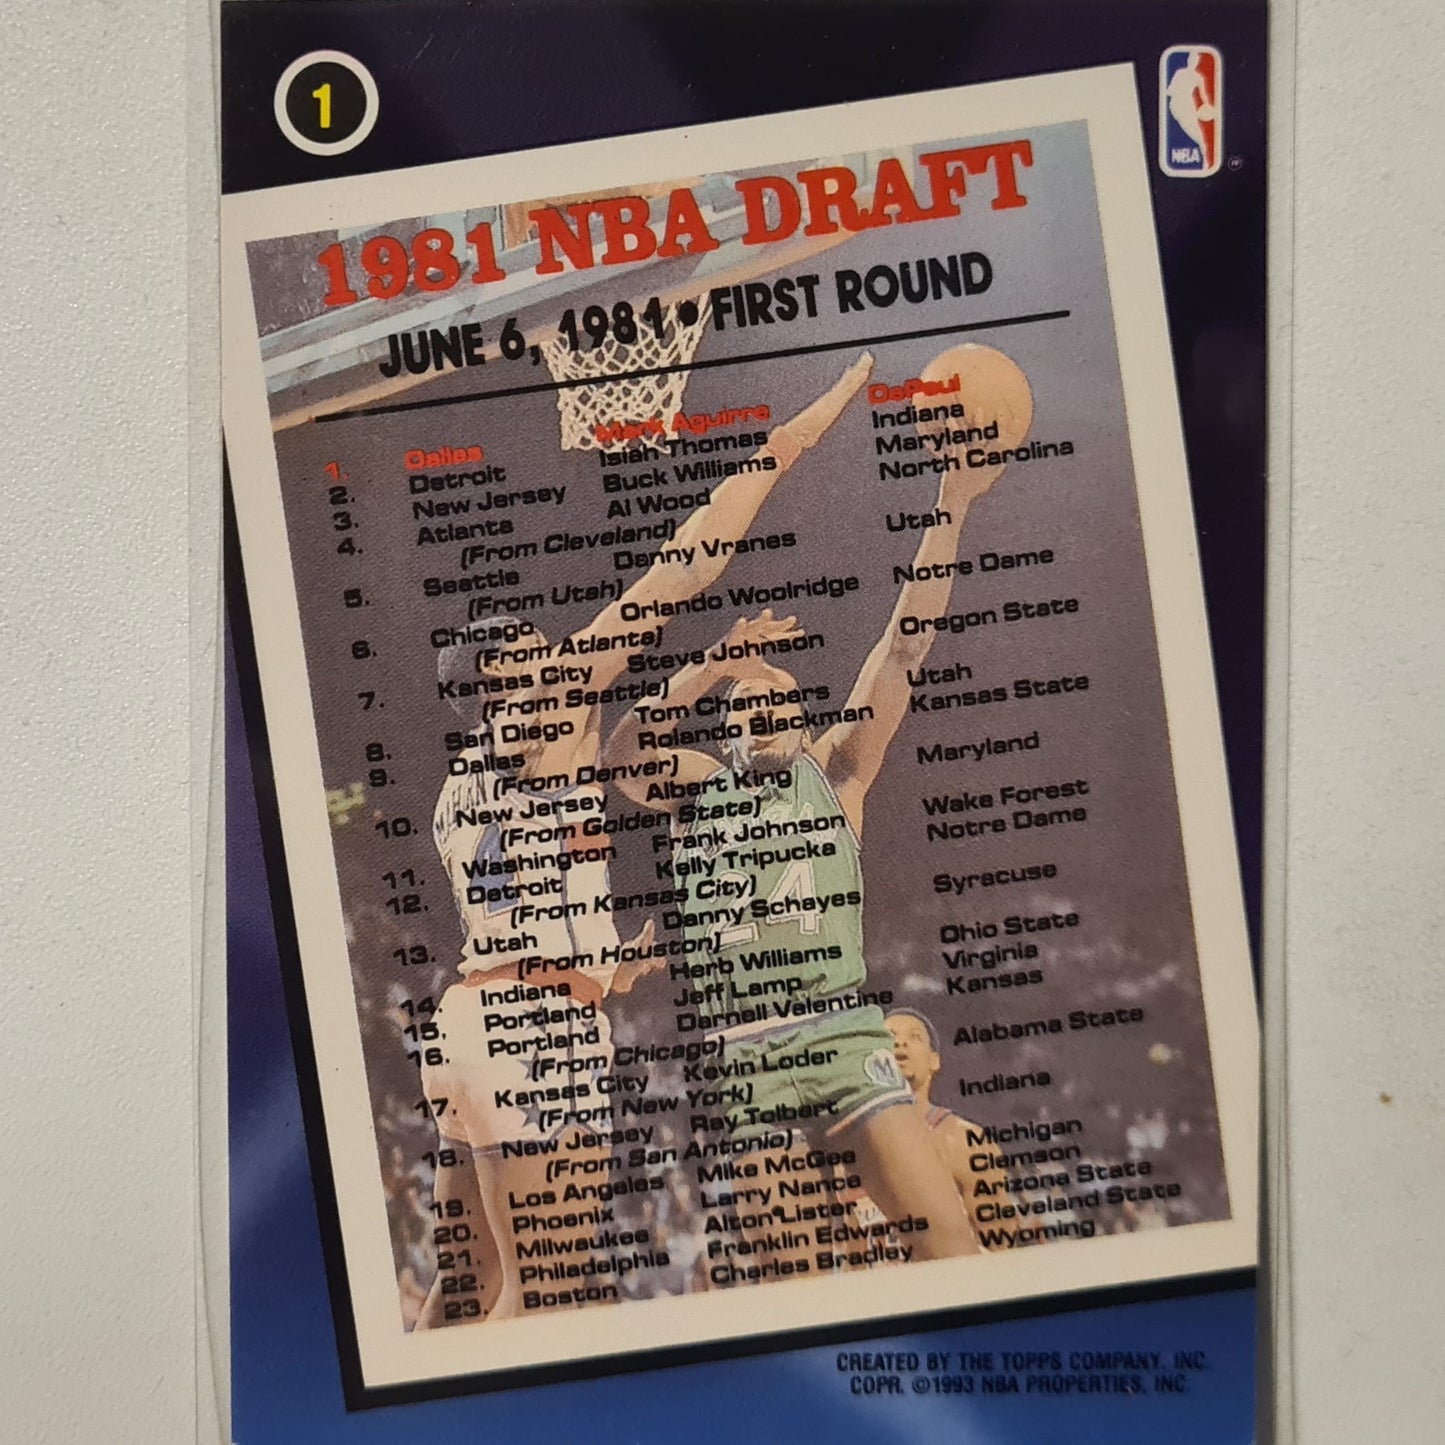 1
NBA
1981 NBA DRAFT
JUNE 6, 1981 • FIRST ROUND
1. Dallas Mark Aguirre DePaul
2. Detroit Isiah Thomas Indiana
3. New Jersey Buck Williams Maryland
4. Atlanta Al Wood North Carolina
(From Cleveland)
5. Seattle Danny Vranes Utah
(From Utah)
6. Chicago Orlando Woolridge Notre Dame
(From Atlanta)
7. Kansas City Steve Johnson Oregon State
(From Seattle)
8. San Diego Tom Chambers Utah
9. Dallas Rolando Blackman Kansas State
(From Denver)
10. New Jersey Albert King Maryland
(From Golden State)
11. Washington Frank Johnson Wake Forest
12. Detroit Kelly Tripucka Notre Dame
(From Kansas City)
13. Utah Danny Schayes Syracuse
(From Houston)
14. Indiana Herb Williams Ohio State
15. Portland Jeff Lamp Virginia
16. Portland Darnell Valentine Kansas
(From Chicago)
17. Kansas City Kevin Loder Alabama State
(From New York)
18. New Jersey Ray Tolbert Indiana
(From San Antonio)
19. Los Angeles Mike McGee Michigan
20. Phoenix Larry Nance Clemson
21. Milwaukee Alton Lister Arizona State
22. Philadelphia Franklin Edwards Cleveland State
23. Boston Charles Bradley Wyoming
24
M
CREATED BY THE TOPPS COMPANY, INC.
COPR. ©1993 NBA PROPERTIES, INC.